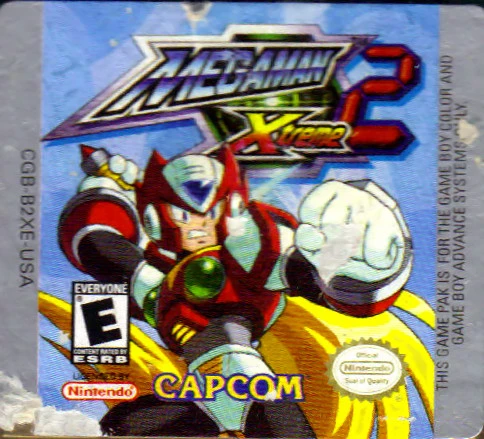 MEGAMAN
Xtreme 2
CGB-B2XE-USA
THIS GAME PAK IS FOR THE GAME BOY COLOR AND
GAME BOY ADVANCE SYSTEMS ONLY.
EVERYONE
E
CONTENT RATED BY
ESRB
LICENSED BY
Nintendo
CAPCOM
Official
Nintendo
Seal of Quality